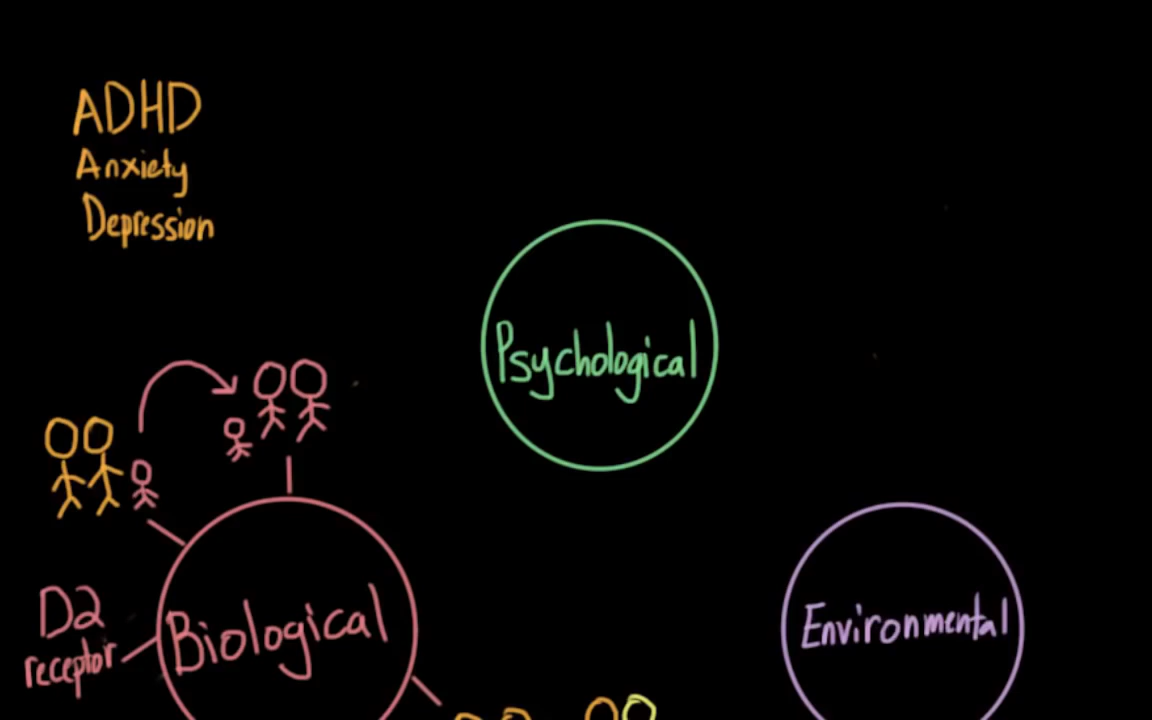 ADHD
Anxiety
Depression
Psychological
D2
receptor
Biological
Environmental